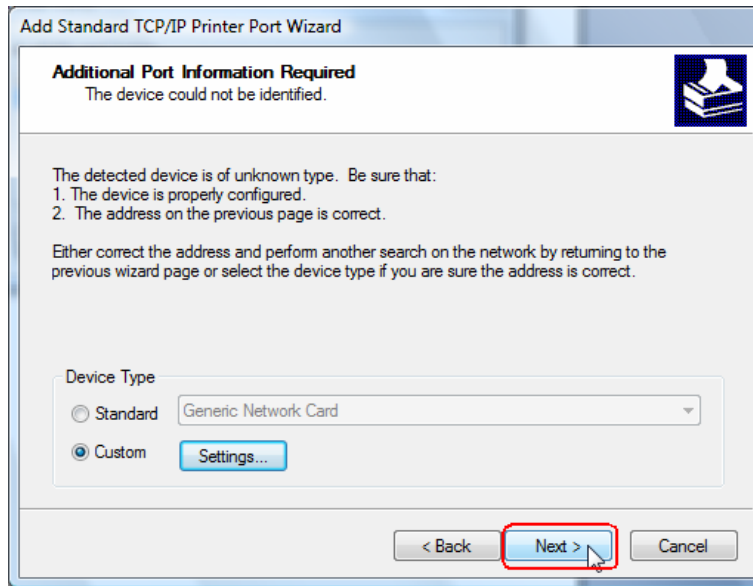 Add Standard TCP/IP Printer Port Wizard
Additional Port Information Required
The device could not be identified.
The detected device is of unknown type.  Be sure that:
1. The device is properly configured.
2.  The address on the previous page is correct.
Either correct the address and perform another search on the network by returning to the
previous wizard page or select the device type if you are sure the address is correct.
Device Type
Standard
Generic Network Card
Custom
Settings...
< Back
Next >
Cancel